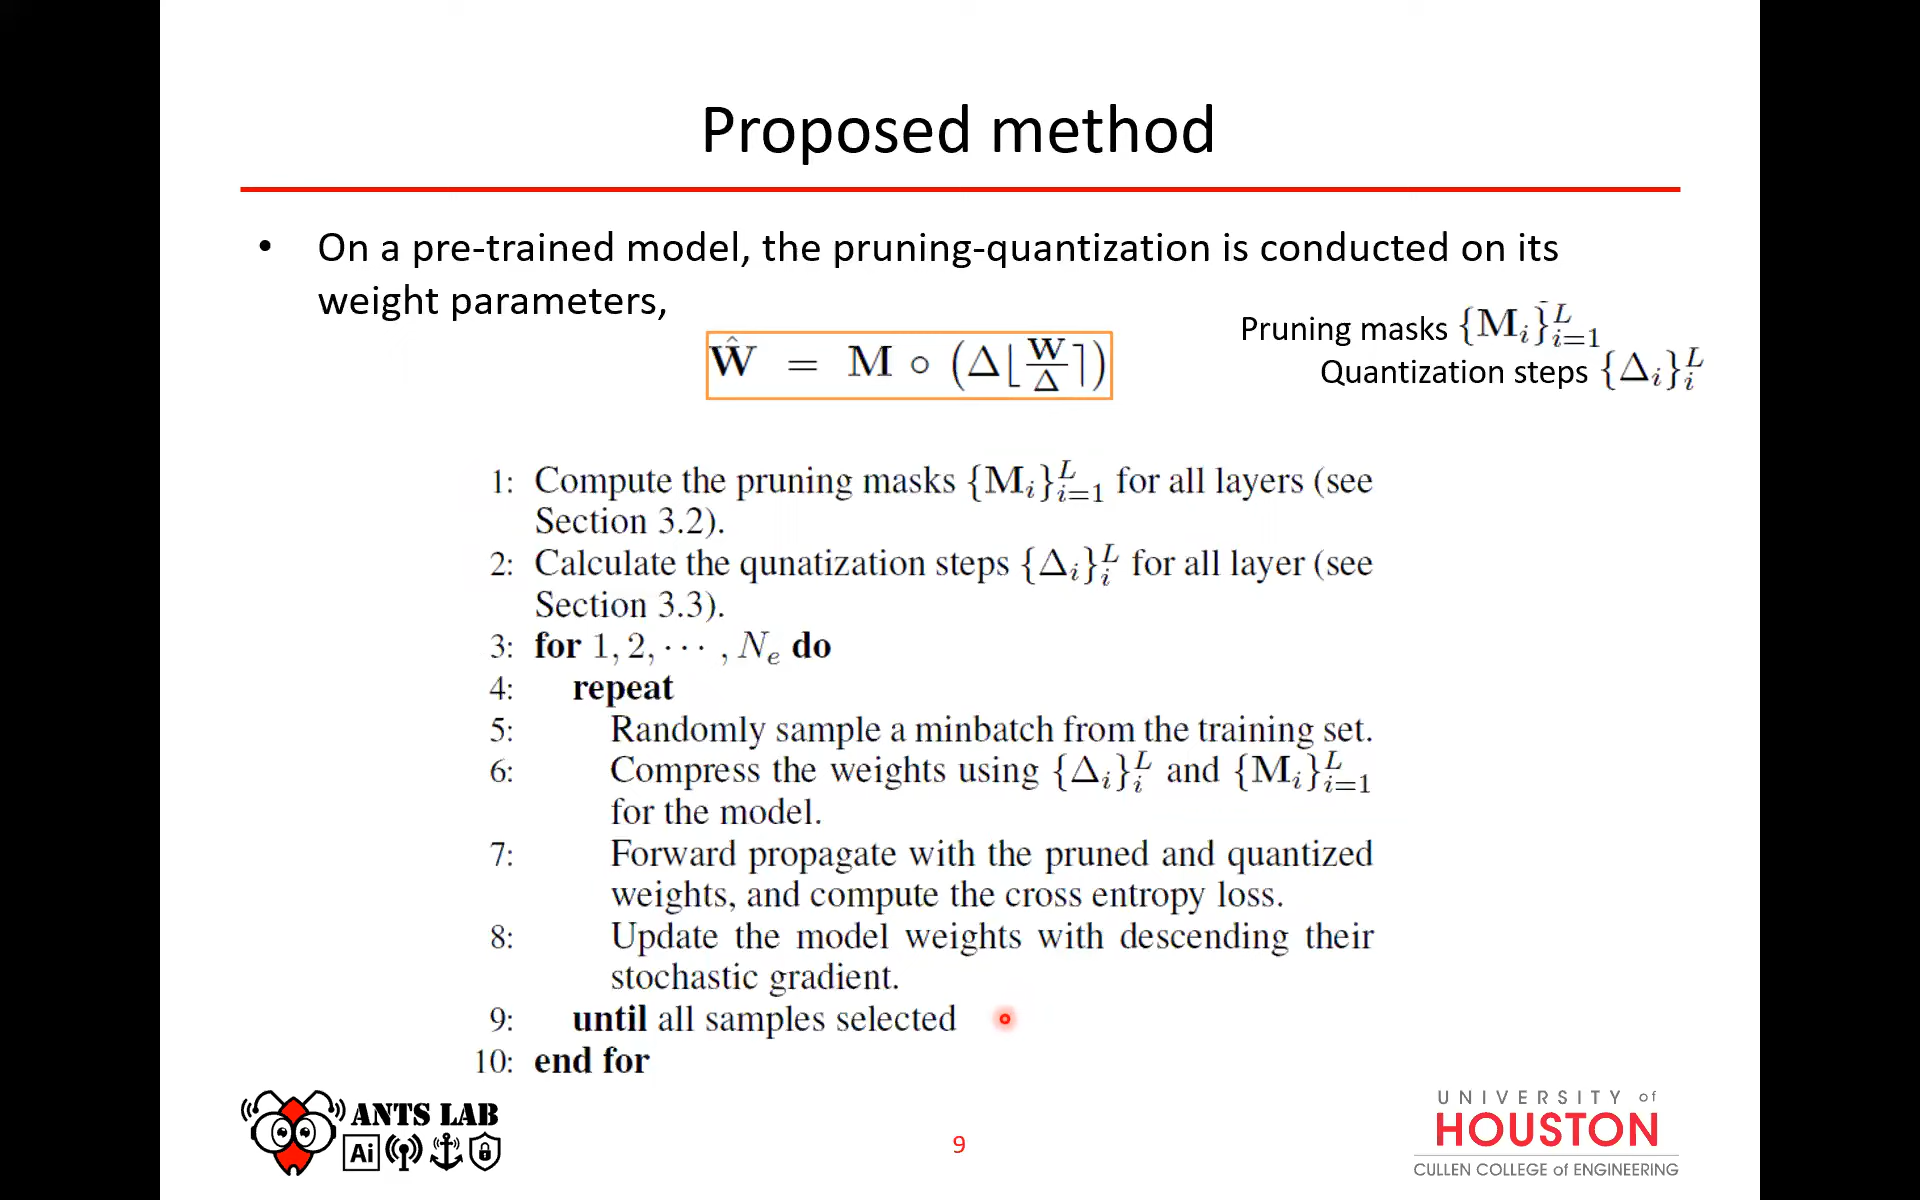 Proposed method
• On a pre-trained model, the pruning-quantization is conducted on its
weight parameters,
Pruning masks {M_i}_{i=1}^L
Quantization steps {Δ_i}_i^L
Ŵ = M ∘ (Δ⌊W/Δ⌉)
1: Compute the pruning masks {M_i}_{i=1}^L for all layers (see
Section 3.2).
2: Calculate the qunatization steps {Δ_i}_i^L for all layer (see
Section 3.3).
3: for 1, 2, ··· , N_e do
4: repeat
5: Randomly sample a minbatch from the training set.
6: Compress the weights using {Δ_i}_i^L and {M_i}_{i=1}^L
for the model.
7: Forward propagate with the pruned and quantized
weights, and compute the cross entropy loss.
8: Update the model weights with descending their
stochastic gradient.
9: until all samples selected
10: end for
ANTS LAB
Ai
9
UNIVERSITY of
HOUSTON
CULLEN COLLEGE of ENGINEERING